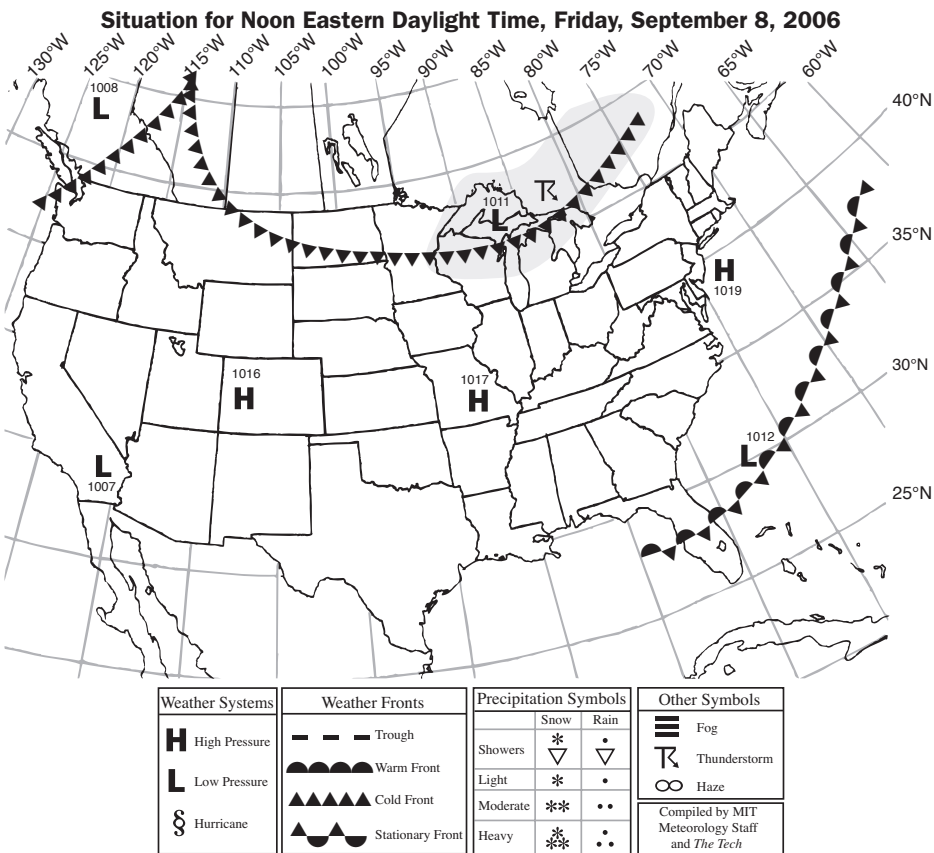 Situation for Noon Eastern Daylight Time, Friday, September 8, 2006
130°W 125°W 120°W 115°W 110°W 105°W 100°W 95°W 90°W 85°W 80°W 75°W 70°W 65°W 60°W
40°N
35°N
30°N
25°N
1008
L
1011
L
H
1019
1016
H
1017
H
1012
L
L
1007
Weather Systems
H High Pressure
L Low Pressure
§ Hurricane
Weather Fronts
Trough
Warm Front
Cold Front
Stationary Front
Precipitation Symbols
Snow Rain
Showers
Light
Moderate
Heavy
Other Symbols
Fog
Thunderstorm
Haze
Compiled by MIT
Meteorology Staff
and The Tech